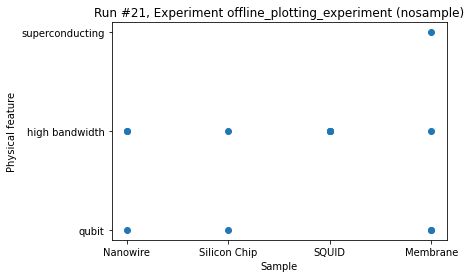 Run #21, Experiment offline_plotting_experiment (nosample)
superconducting
high bandwidth
qubit
Physical feature
Nanowire
Silicon Chip
SQUID
Membrane
Sample